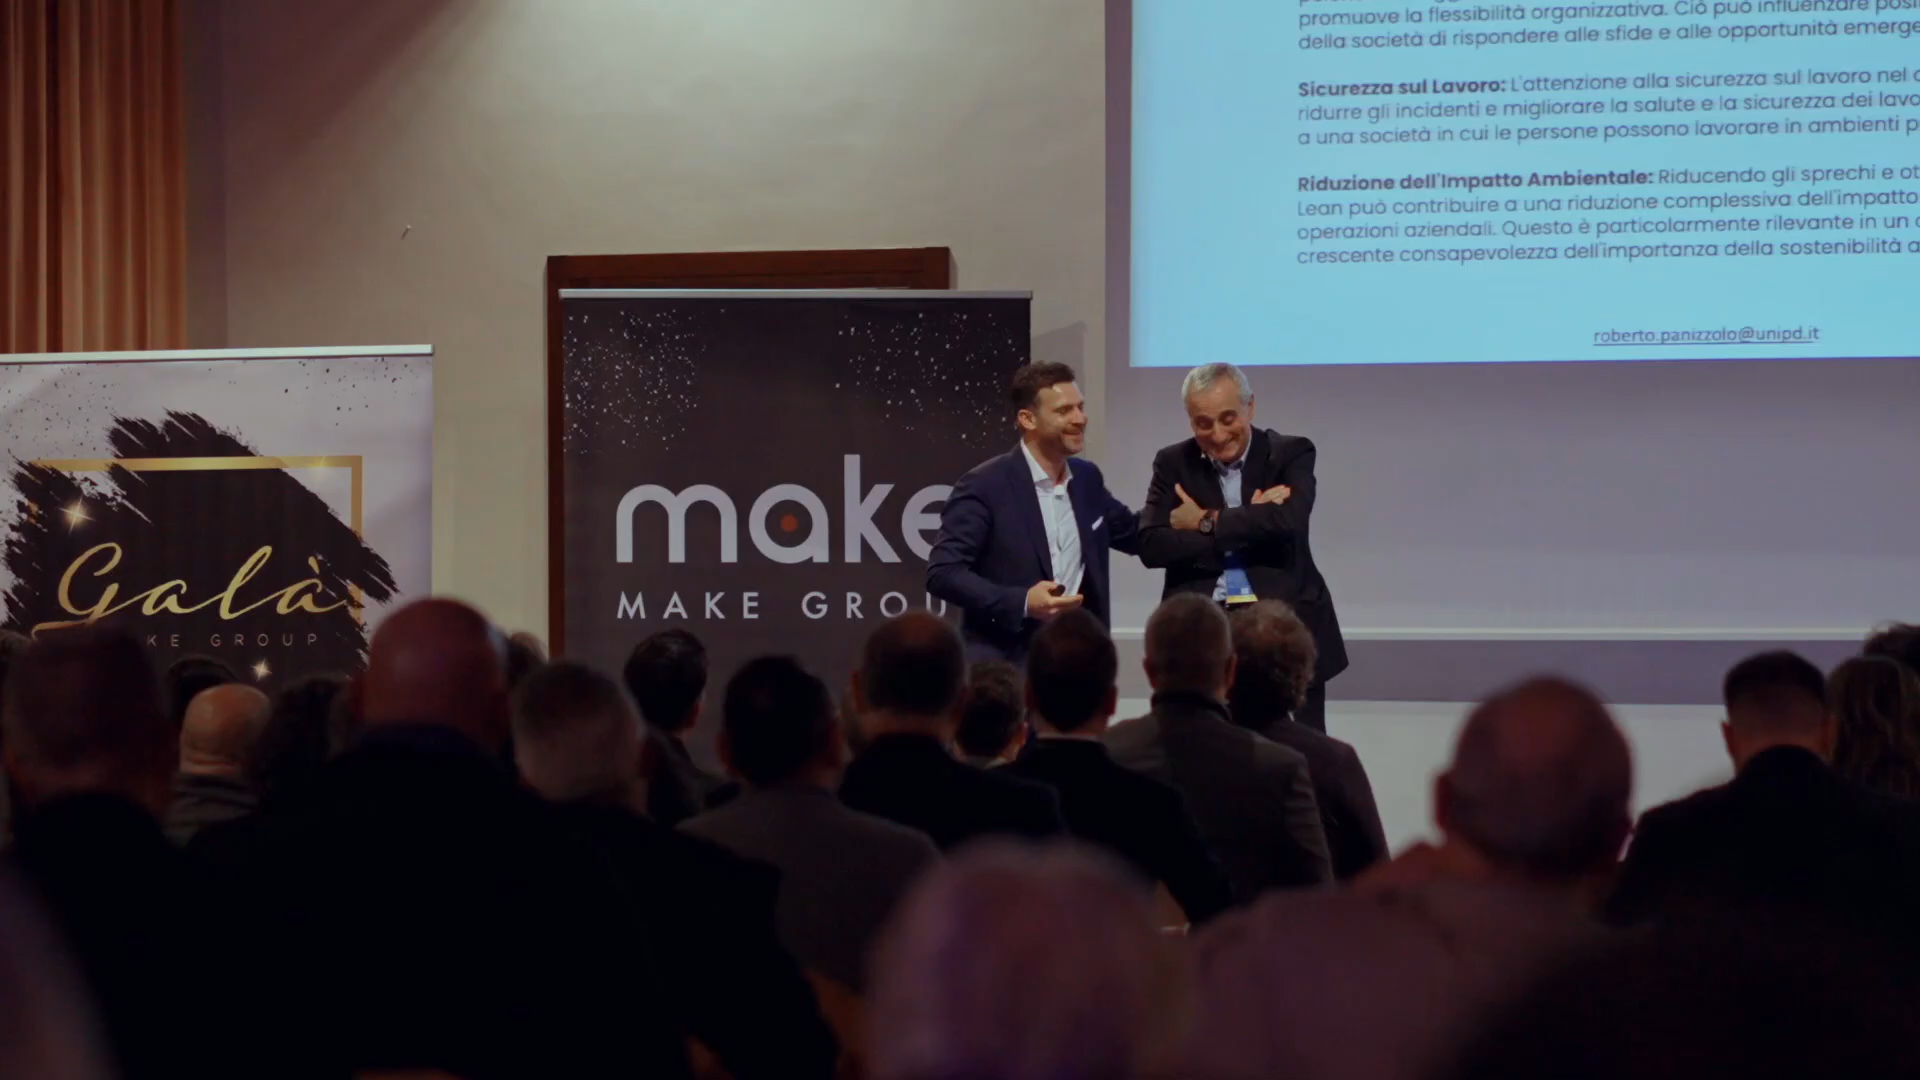 promuove la flessibilità organizzativa. Ciò può influenzare
della società di rispondere alle sfide e alle opportunità
Sicurezza sul Lavoro: L'attenzione alla sicurezza sul lavoro nel
ridurre gli incidenti e migliorare la salute e la sicurezza dei
a una società in cui le persone possono lavorare in ambienti
Riduzione dell'Impatto Ambientale: Riducendo gli sprechi e
Lean può contribuire a una riduzione complessiva dell'impatto
operazioni aziendali. Questo è particolarmente rilevante in un
crescente consapevolezza dell'importanza della sostenibilità
roberto.panizzolo@unipd.it
make
MAKE GROU
Galà
KE GROUP